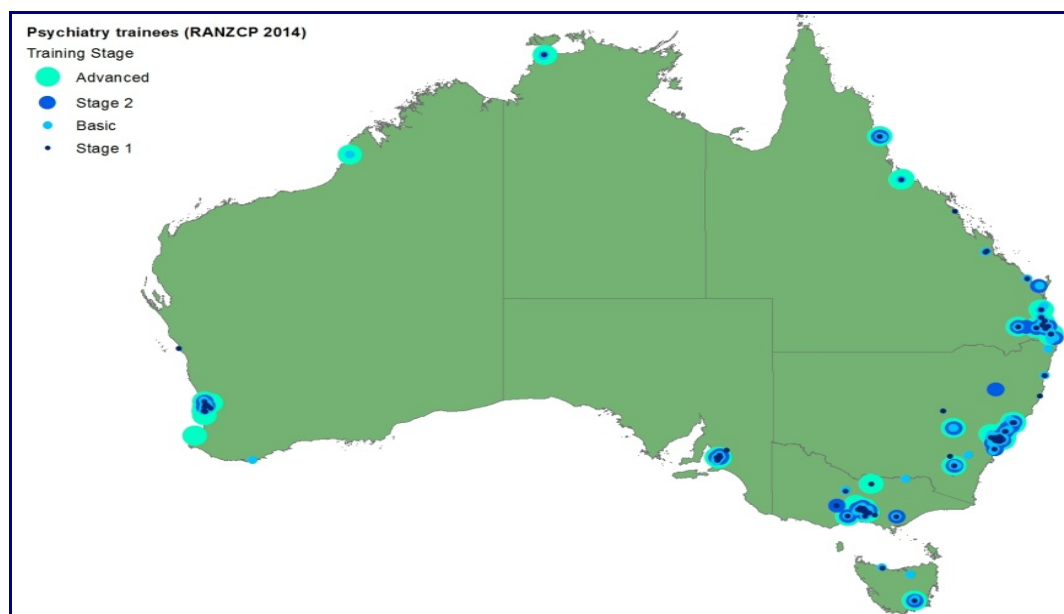 Psychiatry trainees (RANZCP 2014)
Training Stage
Advanced
Stage 2
Basic
Stage 1